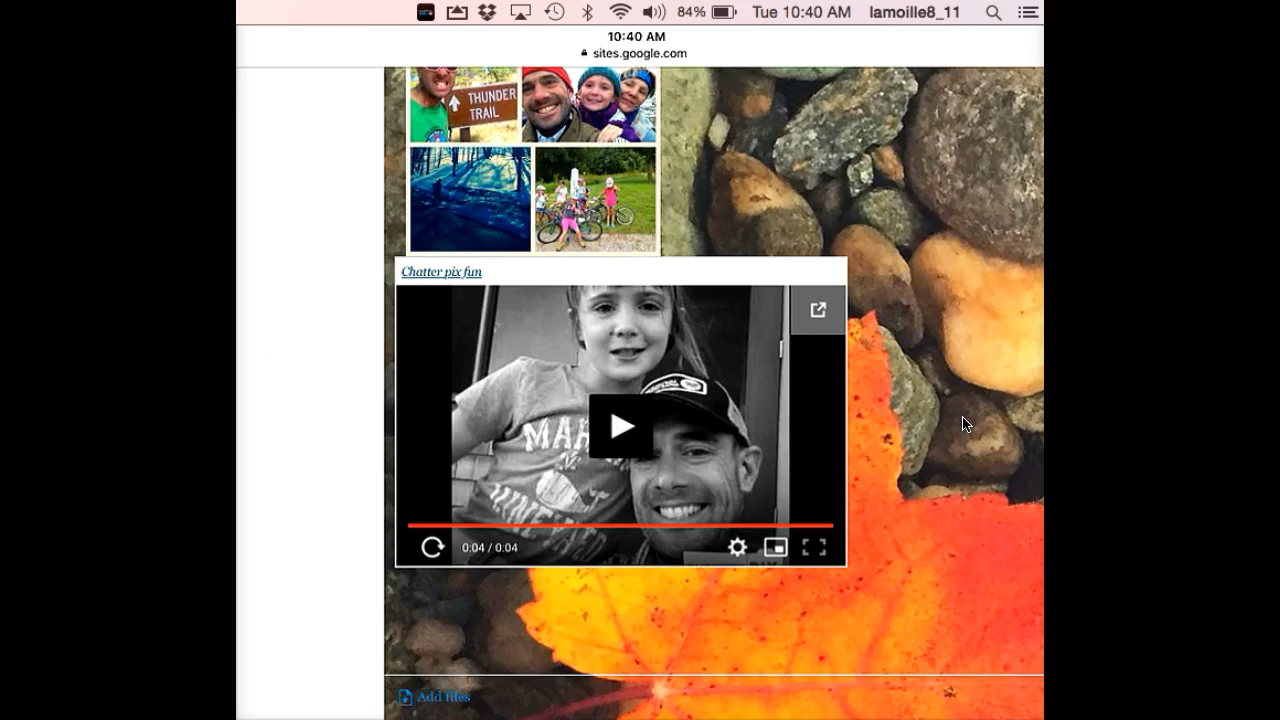 84% Tue 10:40 AM lamoille8_11
10:40 AM
sites.google.com
THUNDER
TRAIL
Chatter pix fun
0:04 / 0:04
Add files